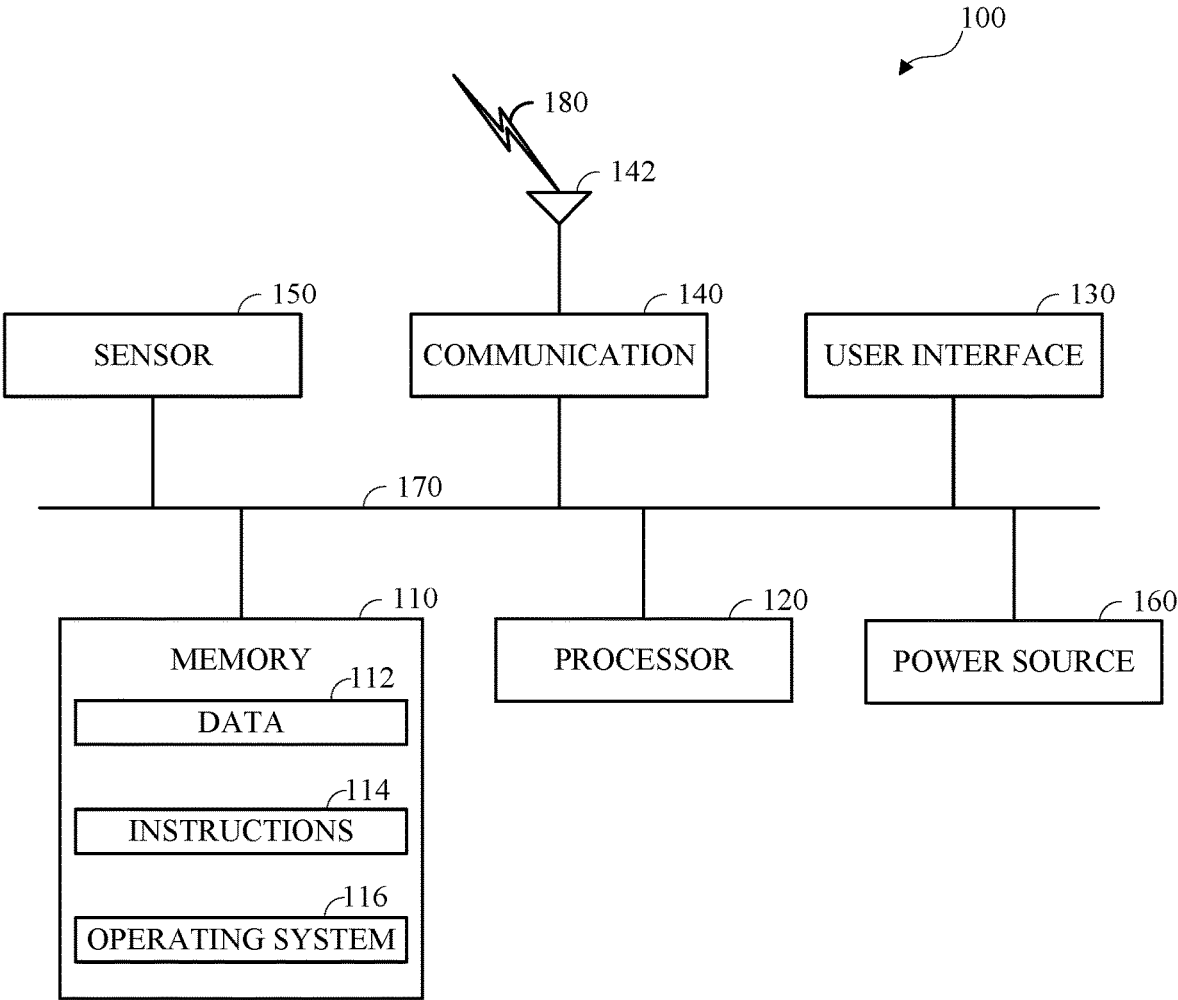 100
180
142
150
140
130
SENSOR
COMMUNICATION
USER INTERFACE
170
110
120
160
MEMORY
PROCESSOR
POWER SOURCE
112
DATA
114
INSTRUCTIONS
116
OPERATING SYSTEM